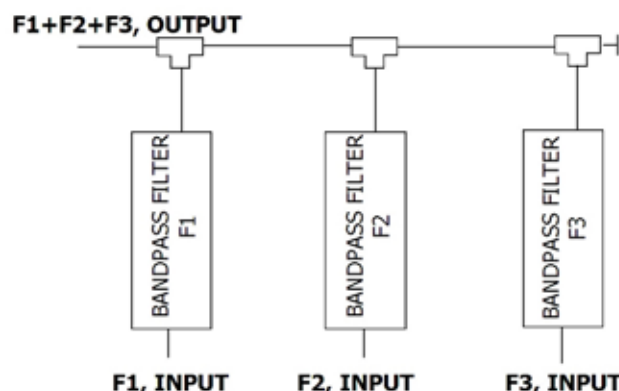 F1+F2+F3, OUTPUT
BANDPASS FILTER
F1
BANDPASS FILTER
F2
BANDPASS FILTER
F3
F1, INPUT
F2, INPUT
F3, INPUT